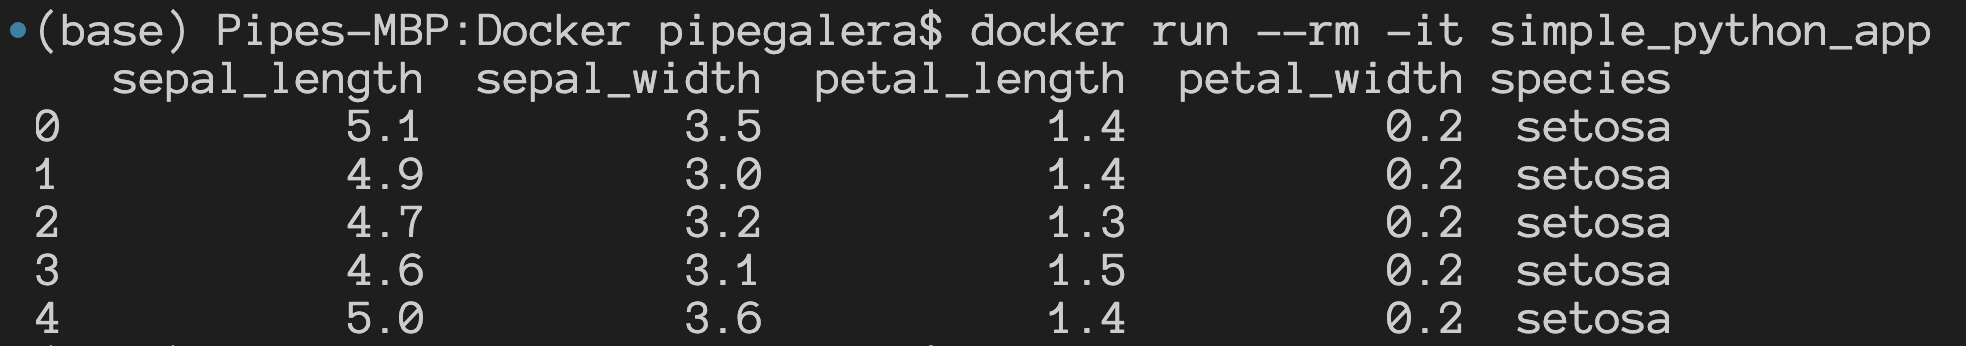 (base) Pipes-MBP:Docker pipegalera$ docker run --rm -it simple_python_app
   sepal_length  sepal_width  petal_length  petal_width species
0           5.1          3.5           1.4          0.2  setosa
1           4.9          3.0           1.4          0.2  setosa
2           4.7          3.2           1.3          0.2  setosa
3           4.6          3.1           1.5          0.2  setosa
4           5.0          3.6           1.4          0.2  setosa